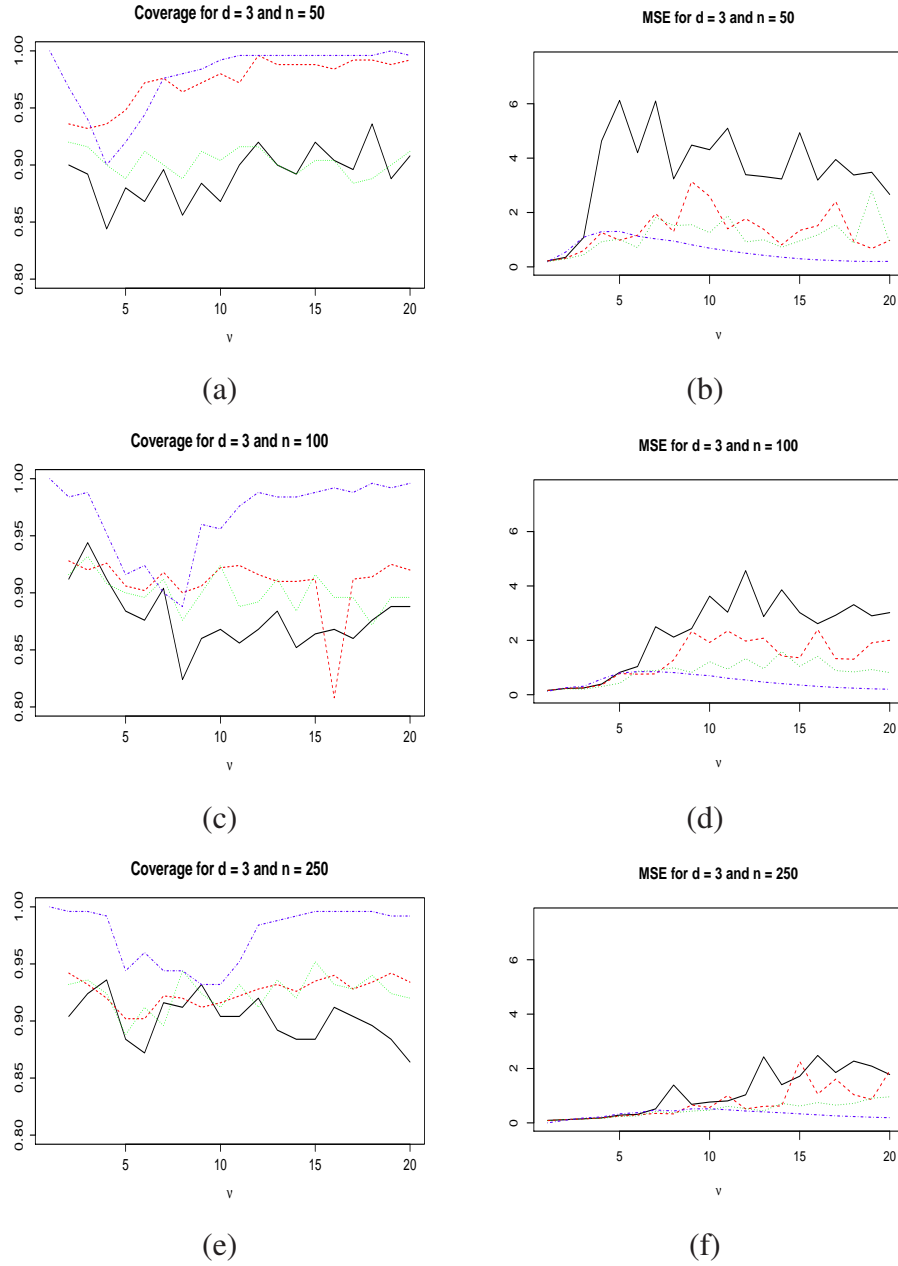 Coverage for d = 3 and n = 50
MSE for d = 3 and n = 50
1.00
0.95
0.90
0.85
0.80
5 10 15 20
ν
6
4
2
0
5 10 15 20
ν
(a)
(b)
Coverage for d = 3 and n = 100
MSE for d = 3 and n = 100
1.00
0.95
0.90
0.85
0.80
5 10 15 20
ν
6
4
2
0
5 10 15 20
ν
(c)
(d)
Coverage for d = 3 and n = 250
MSE for d = 3 and n = 250
1.00
0.95
0.90
0.85
0.80
5 10 15 20
ν
6
4
2
0
5 10 15 20
ν
(e)
(f)